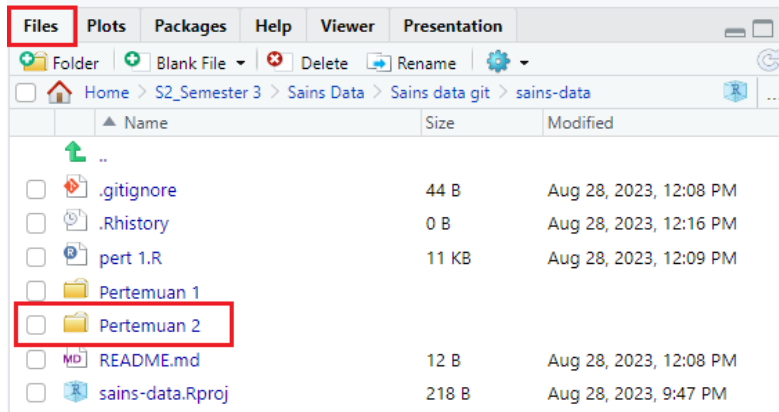 Files Plots Packages Help Viewer Presentation
Folder Blank File Delete Rename
Home > S2_Semester 3 > Sains Data > Sains data git > sains-data R ...
Name Size Modified
..
.gitignore 44 B Aug 28, 2023, 12:08 PM
.Rhistory 0 B Aug 28, 2023, 12:16 PM
R pert 1.R 11 KB Aug 28, 2023, 12:09 PM
Pertemuan 1
Pertemuan 2
MD README.md 12 B Aug 28, 2023, 12:08 PM
R sains-data.Rproj 218 B Aug 28, 2023, 9:47 PM